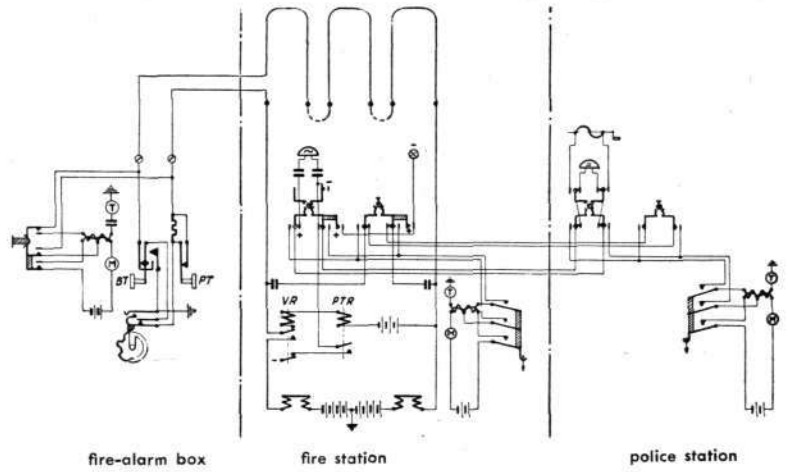 T
M
BT
PT
VR
PTR
T
M
T
M
fire-alarm box
fire station
police station